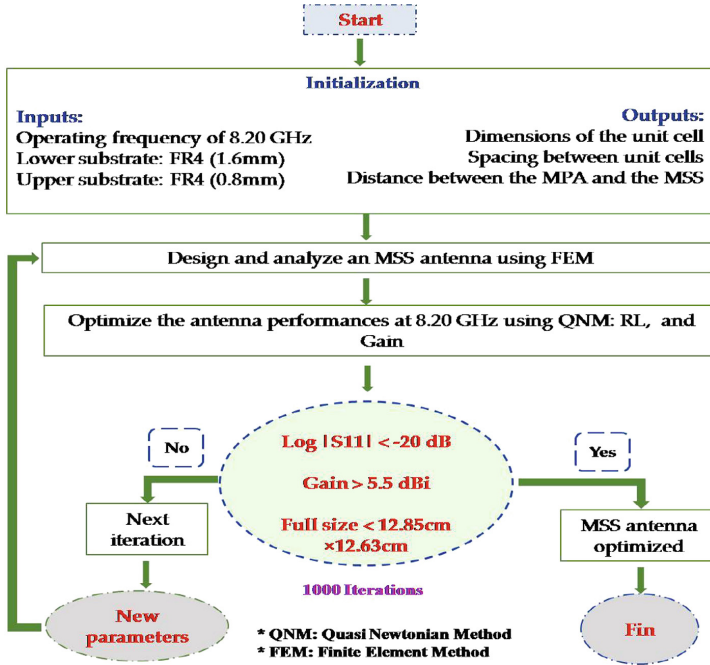 Start
Initialization
Inputs:
Operating frequency of 8.20 GHz
Lower substrate: FR4 (1.6mm)
Upper substrate: FR4 (0.8mm)
Outputs:
Dimensions of the unit cell
Spacing between unit cells
Distance between the MPA and the MSS
Design and analyze an MSS antenna using FEM
Optimize the antenna performances at 8.20 GHz using QNM: RL, and
Gain
No
Log |S11| < -20 dB
Gain > 5.5 dBi
Full size < 12.85cm
×12.63cm
Yes
Next
iteration
MSS antenna
optimized
1000 Iterations
New
parameters
Fin
* QNM: Quasi Newtonian Method
* FEM: Finite Element Method